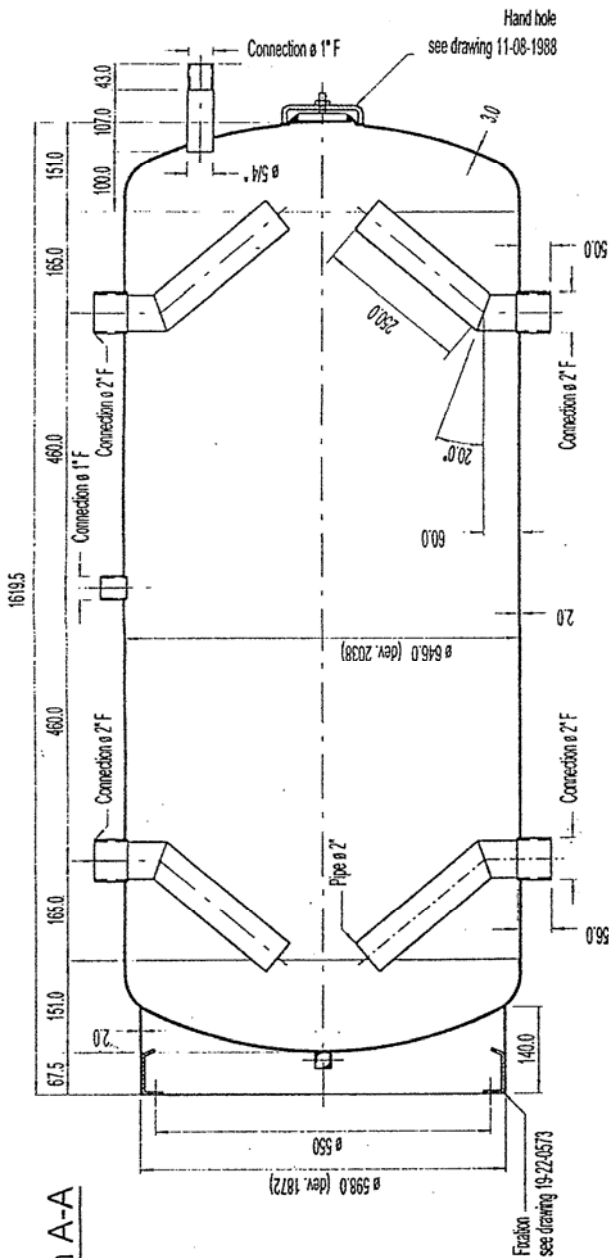 Hand hole
see drawing 11-08-1988
Connection ø 1" F
43.0
107.0
100.0
ø 5/4"
3.0
151.0
165.0
460.0
460.0
165.0
151.0
67.5
1619.5
Connection ø 2" F
Connection ø 1" F
Connection ø 2" F
50.0
250.0
20.0°
Connection ø 2" F
60.0
2.0
ø 646.0 (dev. 2038)
Connection ø 2" F
Pipe ø 2"
56.0
2.0
140.0
ø 550
ø 598.0 (dev. 1872)
Fixation
see drawing 19-22-0573
A-A